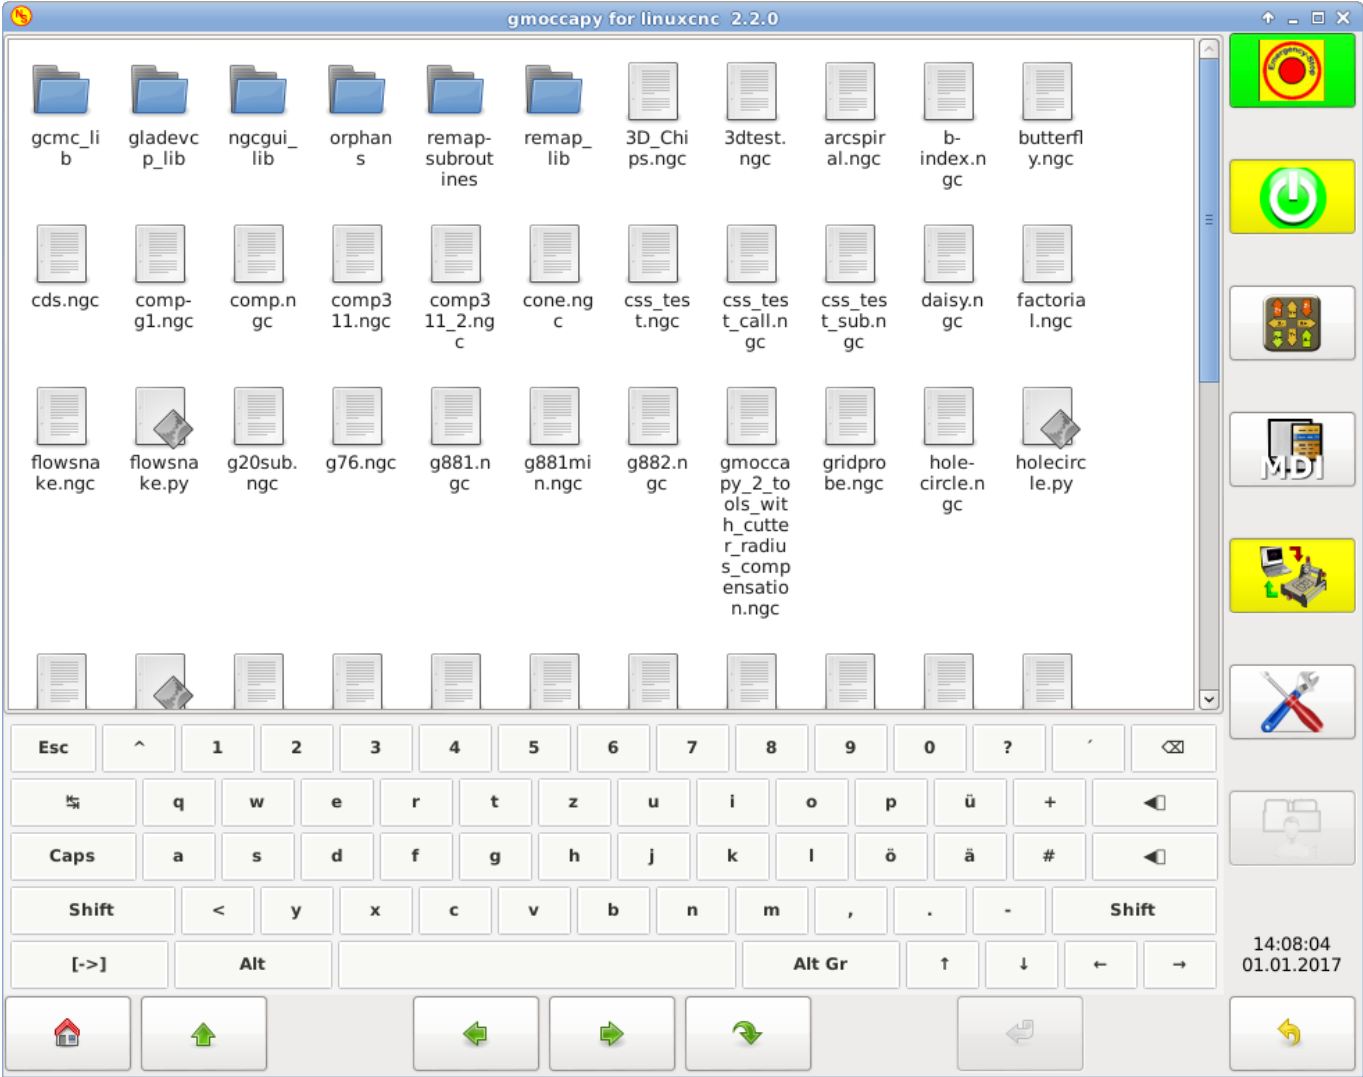 gmoccapy for linuxcnc 2.2.0
Emergency-Stop
gcmc_li
b
gladevc
p_lib
ngcgui_
lib
orphan
s
remap-
subrout
ines
remap_
lib
3D_Chi
ps.ngc
3dtest.
ngc
arcspir
al.ngc
b-
index.n
gc
butterfl
y.ngc
cds.ngc
comp-
g1.ngc
comp.n
gc
comp3
11.ngc
comp3
11_2.ng
c
cone.ng
c
css_tes
t.ngc
css_tes
t_call.n
gc
css_tes
t_sub.n
gc
daisy.n
gc
factoria
l.ngc
MDI
flowsna
ke.ngc
flowsna
ke.py
g20sub.
ngc
g76.ngc
g881.n
gc
g881mi
n.ngc
g882.n
gc
gmocca
py_2_to
ols_wit
h_cutte
r_radiu
s_comp
ensatio
n.ngc
gridpro
be.ngc
hole-
circle.n
gc
holecirc
le.py
Esc ^ 1 2 3 4 5 6 7 8 9 0 ? ´ ⌫
↹ q w e r t z u i o p ü +
Caps a s d f g h j k l ö ä #
Shift < y x c v b n m , . - Shift
[->] Alt Alt Gr ↑ ↓ ← →
14:08:04
01.01.2017